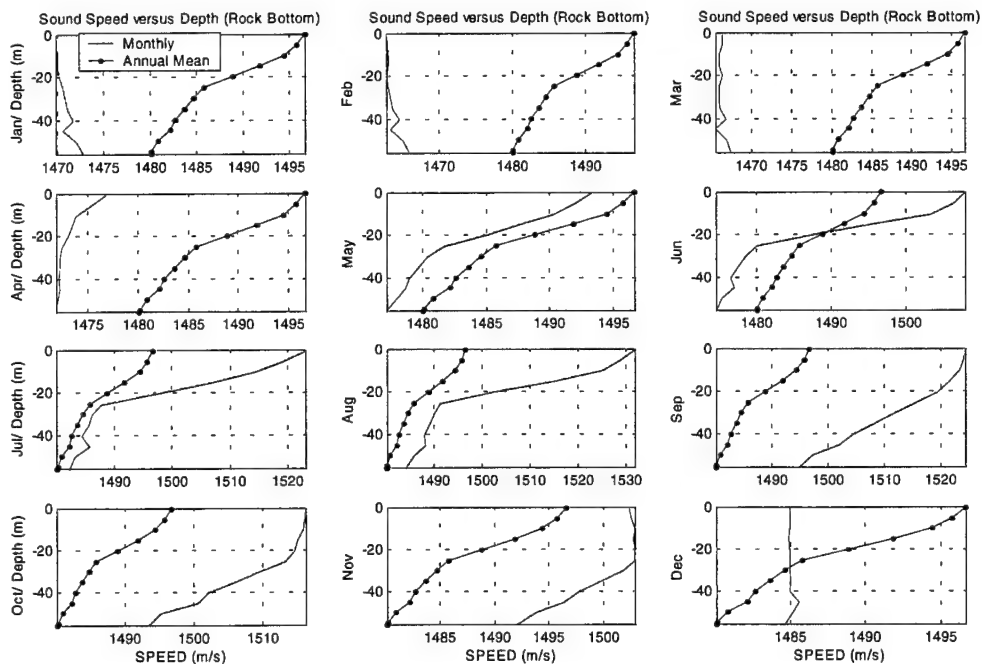 Sound Speed versus Depth (Rock Bottom)
Sound Speed versus Depth (Rock Bottom)
Sound Speed versus Depth (Rock Bottom)
Monthly
Annual Mean
Jan/ Depth (m)
0
-20
-40
1470 1475 1480 1485 1490 1495
Feb
0
-20
-40
1470 1480 1490
Mar
0
-20
-40
1470 1475 1480 1485 1490 1495
Apr/ Depth (m)
0
-20
-40
1475 1480 1485 1490 1495
May
0
-20
-40
1480 1485 1490 1495
Jun
0
-20
-40
1480 1490 1500
Jul/ Depth (m)
0
-20
-40
1490 1500 1510 1520
Aug
0
-20
-40
1490 1500 1510 1520 1530
Sep
0
-20
-40
1490 1500 1510 1520
Oct/ Depth (m)
0
-20
-40
1490 1500 1510
SPEED (m/s)
Nov
0
-20
-40
1485 1490 1495 1500
SPEED (m/s)
Dec
0
-20
-40
1485 1490 1495
SPEED (m/s)